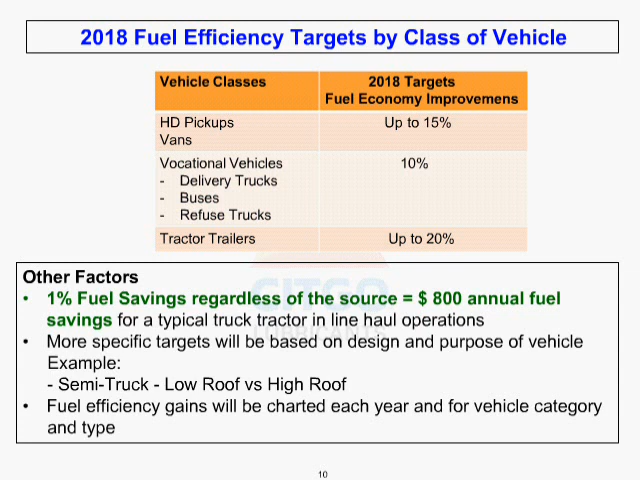 2018 Fuel Efficiency Targets by Class of Vehicle
Vehicle Classes
2018 Targets
Fuel Economy Improvemens
HD Pickups
Vans
Up to 15%
Vocational Vehicles
- Delivery Trucks
- Buses
- Refuse Trucks
10%
Tractor Trailers
Up to 20%
Other Factors
• 1% Fuel Savings regardless of the source = $ 800 annual fuel
savings for a typical truck tractor in line haul operations
• More specific targets will be based on design and purpose of vehicle
Example:
- Semi-Truck - Low Roof vs High Roof
• Fuel efficiency gains will be charted each year and for vehicle category
and type
CITGO
LUBRICANTS
10